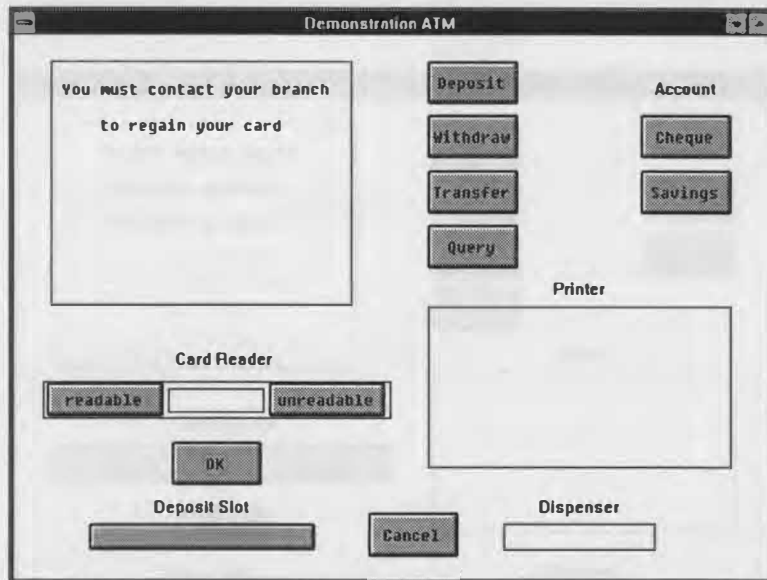 Demonstration ATM
You must contact your branch
to regain your card
Deposit
Withdraw
Transfer
Query
Account
Cheque
Savings
Printer
Card Reader
readable
unreadable
OK
Deposit Slot
Cancel
Dispenser